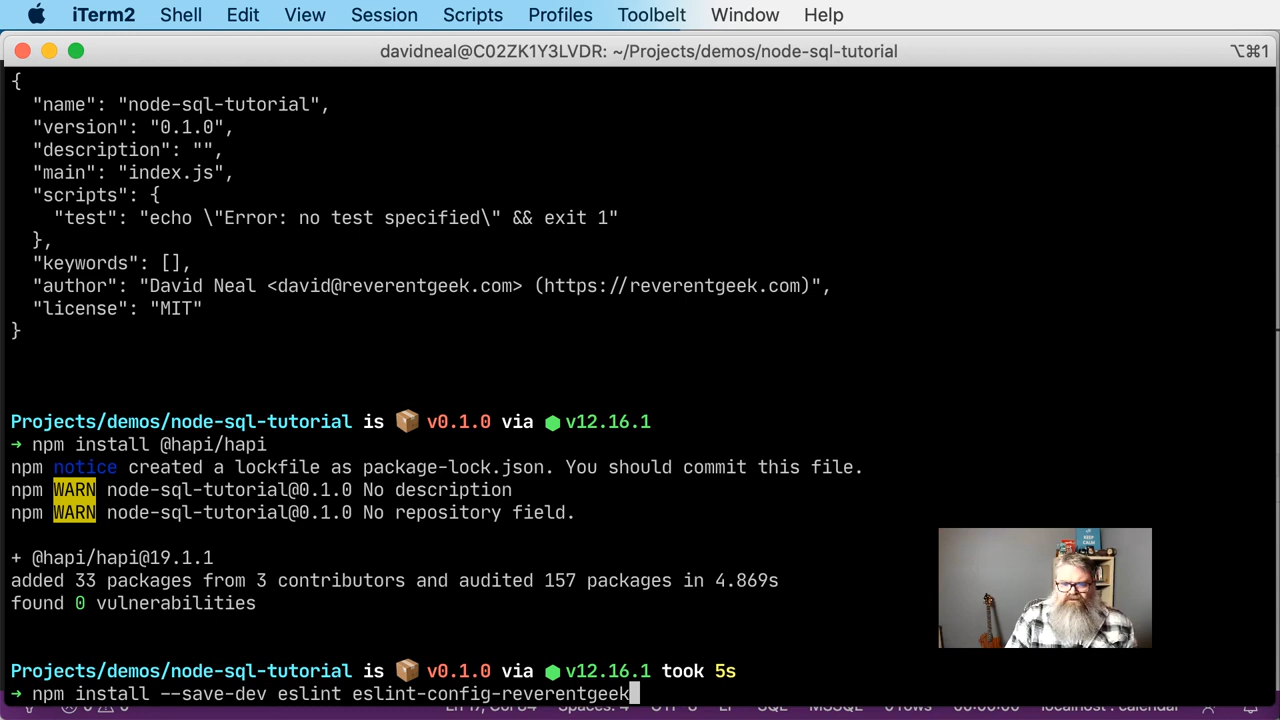 iTerm2 Shell Edit View Session Scripts Profiles Toolbelt Window Help
davidneal@C02ZK1Y3LVDR: ~/Projects/demos/node-sql-tutorial ⌥⌘1
{
  "name": "node-sql-tutorial",
  "version": "0.1.0",
  "description": "",
  "main": "index.js",
  "scripts": {
    "test": "echo \"Error: no test specified\" && exit 1"
  },
  "keywords": [],
  "author": "David Neal <david@reverentgeek.com> (https://reverentgeek.com)",
  "license": "MIT"
}
Projects/demos/node-sql-tutorial is 📦 v0.1.0 via ⬢ v12.16.1
➜ npm install @hapi/hapi
npm notice created a lockfile as package-lock.json. You should commit this file.
npm WARN node-sql-tutorial@0.1.0 No description
npm WARN node-sql-tutorial@0.1.0 No repository field.
+ @hapi/hapi@19.1.1
added 33 packages from 3 contributors and audited 157 packages in 4.869s
found 0 vulnerabilities
Projects/demos/node-sql-tutorial is 📦 v0.1.0 via ⬢ v12.16.1 took 5s
➜ npm install --save-dev eslint eslint-config-reverentgeek
KEEP CALM